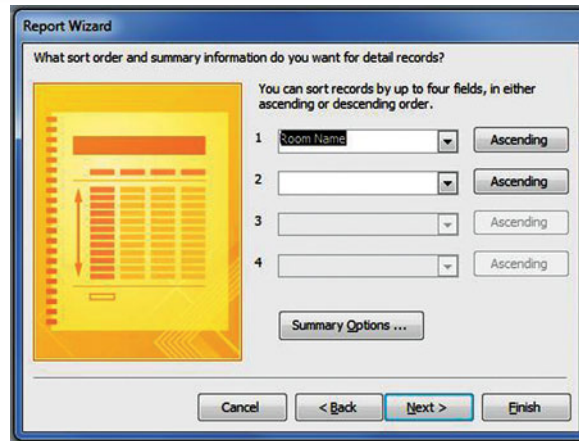 Report Wizard
What sort order and summary information do you want for detail records?
You can sort records by up to four fields, in either
ascending or descending order.
1 Room Name Ascending
2 Ascending
3 Ascending
4 Ascending
Summary Options ...
Cancel < Back Next > Finish